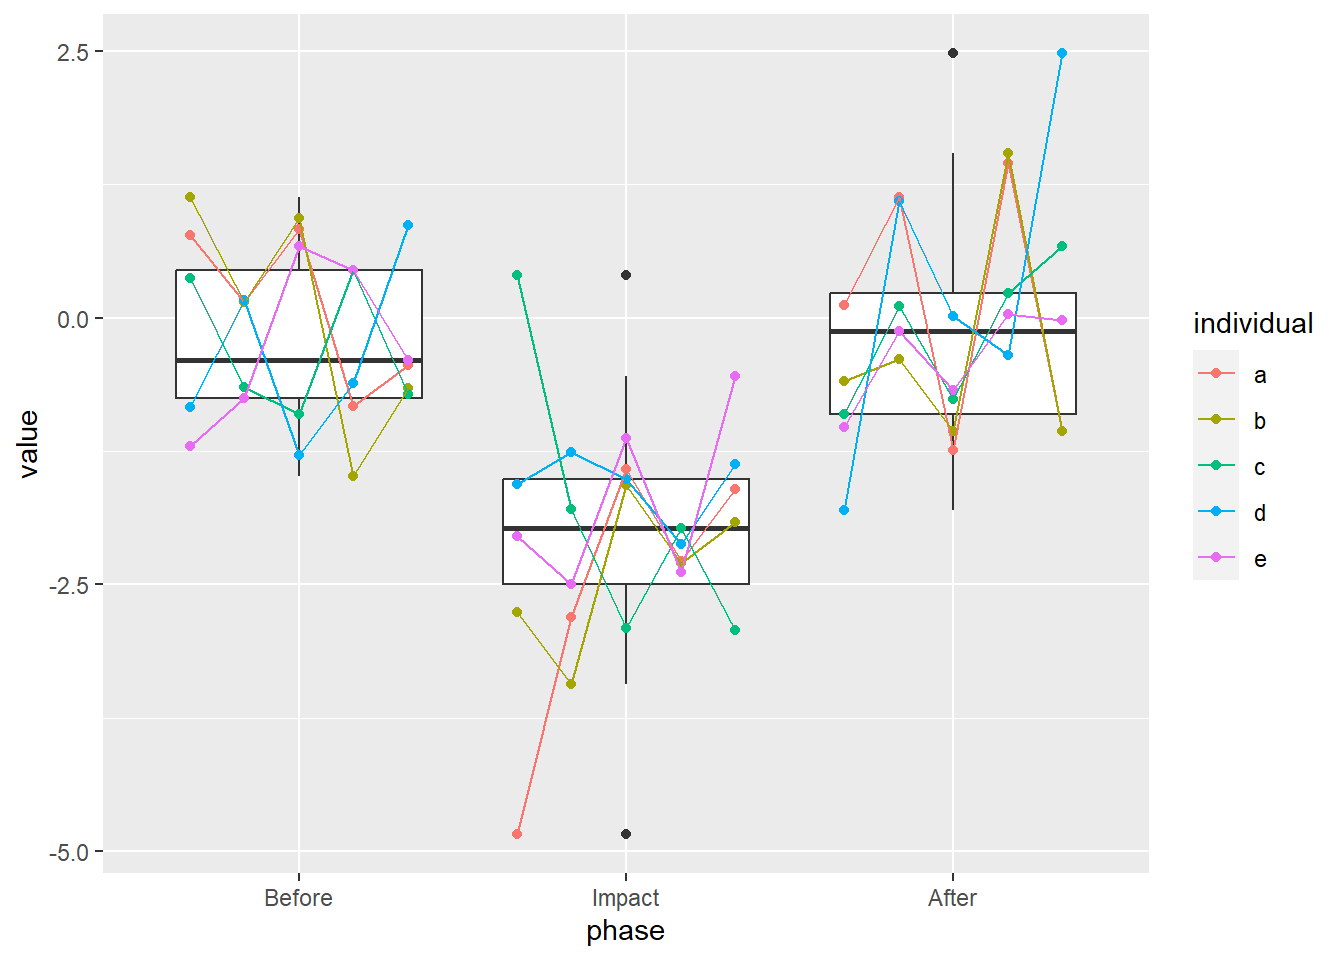 2.5
0.0
-2.5
-5.0
value
Before Impact After
phase
individual
a
b
c
d
e